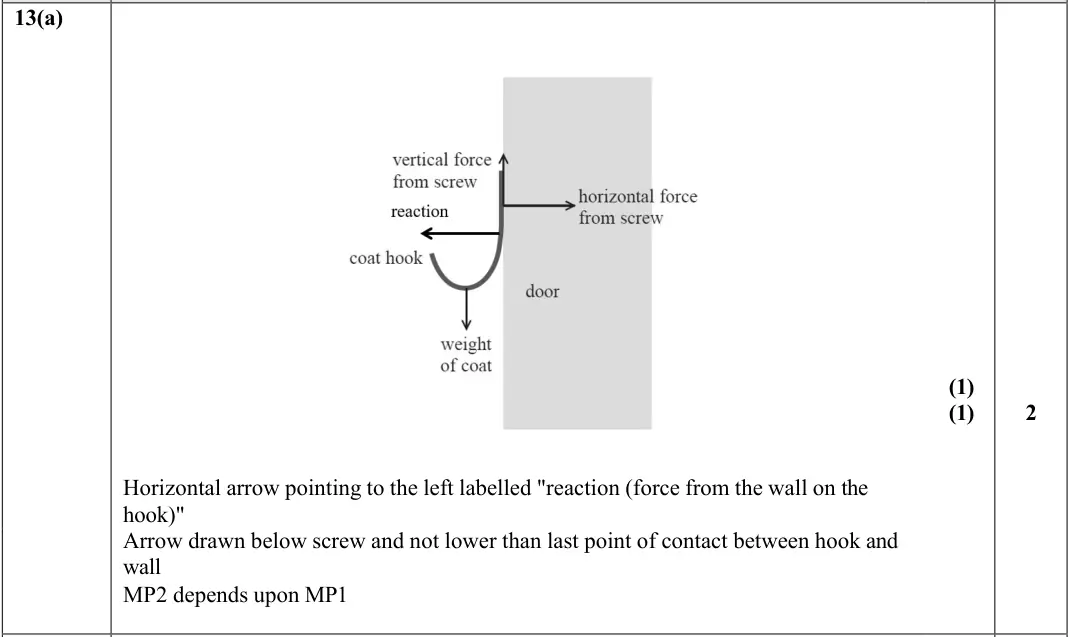 13(a)
vertical force
from screw
horizontal force
from screw
reaction
coat hook
door
weight
of coat
(1)
(1)
2
Horizontal arrow pointing to the left labelled "reaction (force from the wall on the
hook)"
Arrow drawn below screw and not lower than last point of contact between hook and
wall
MP2 depends upon MP1